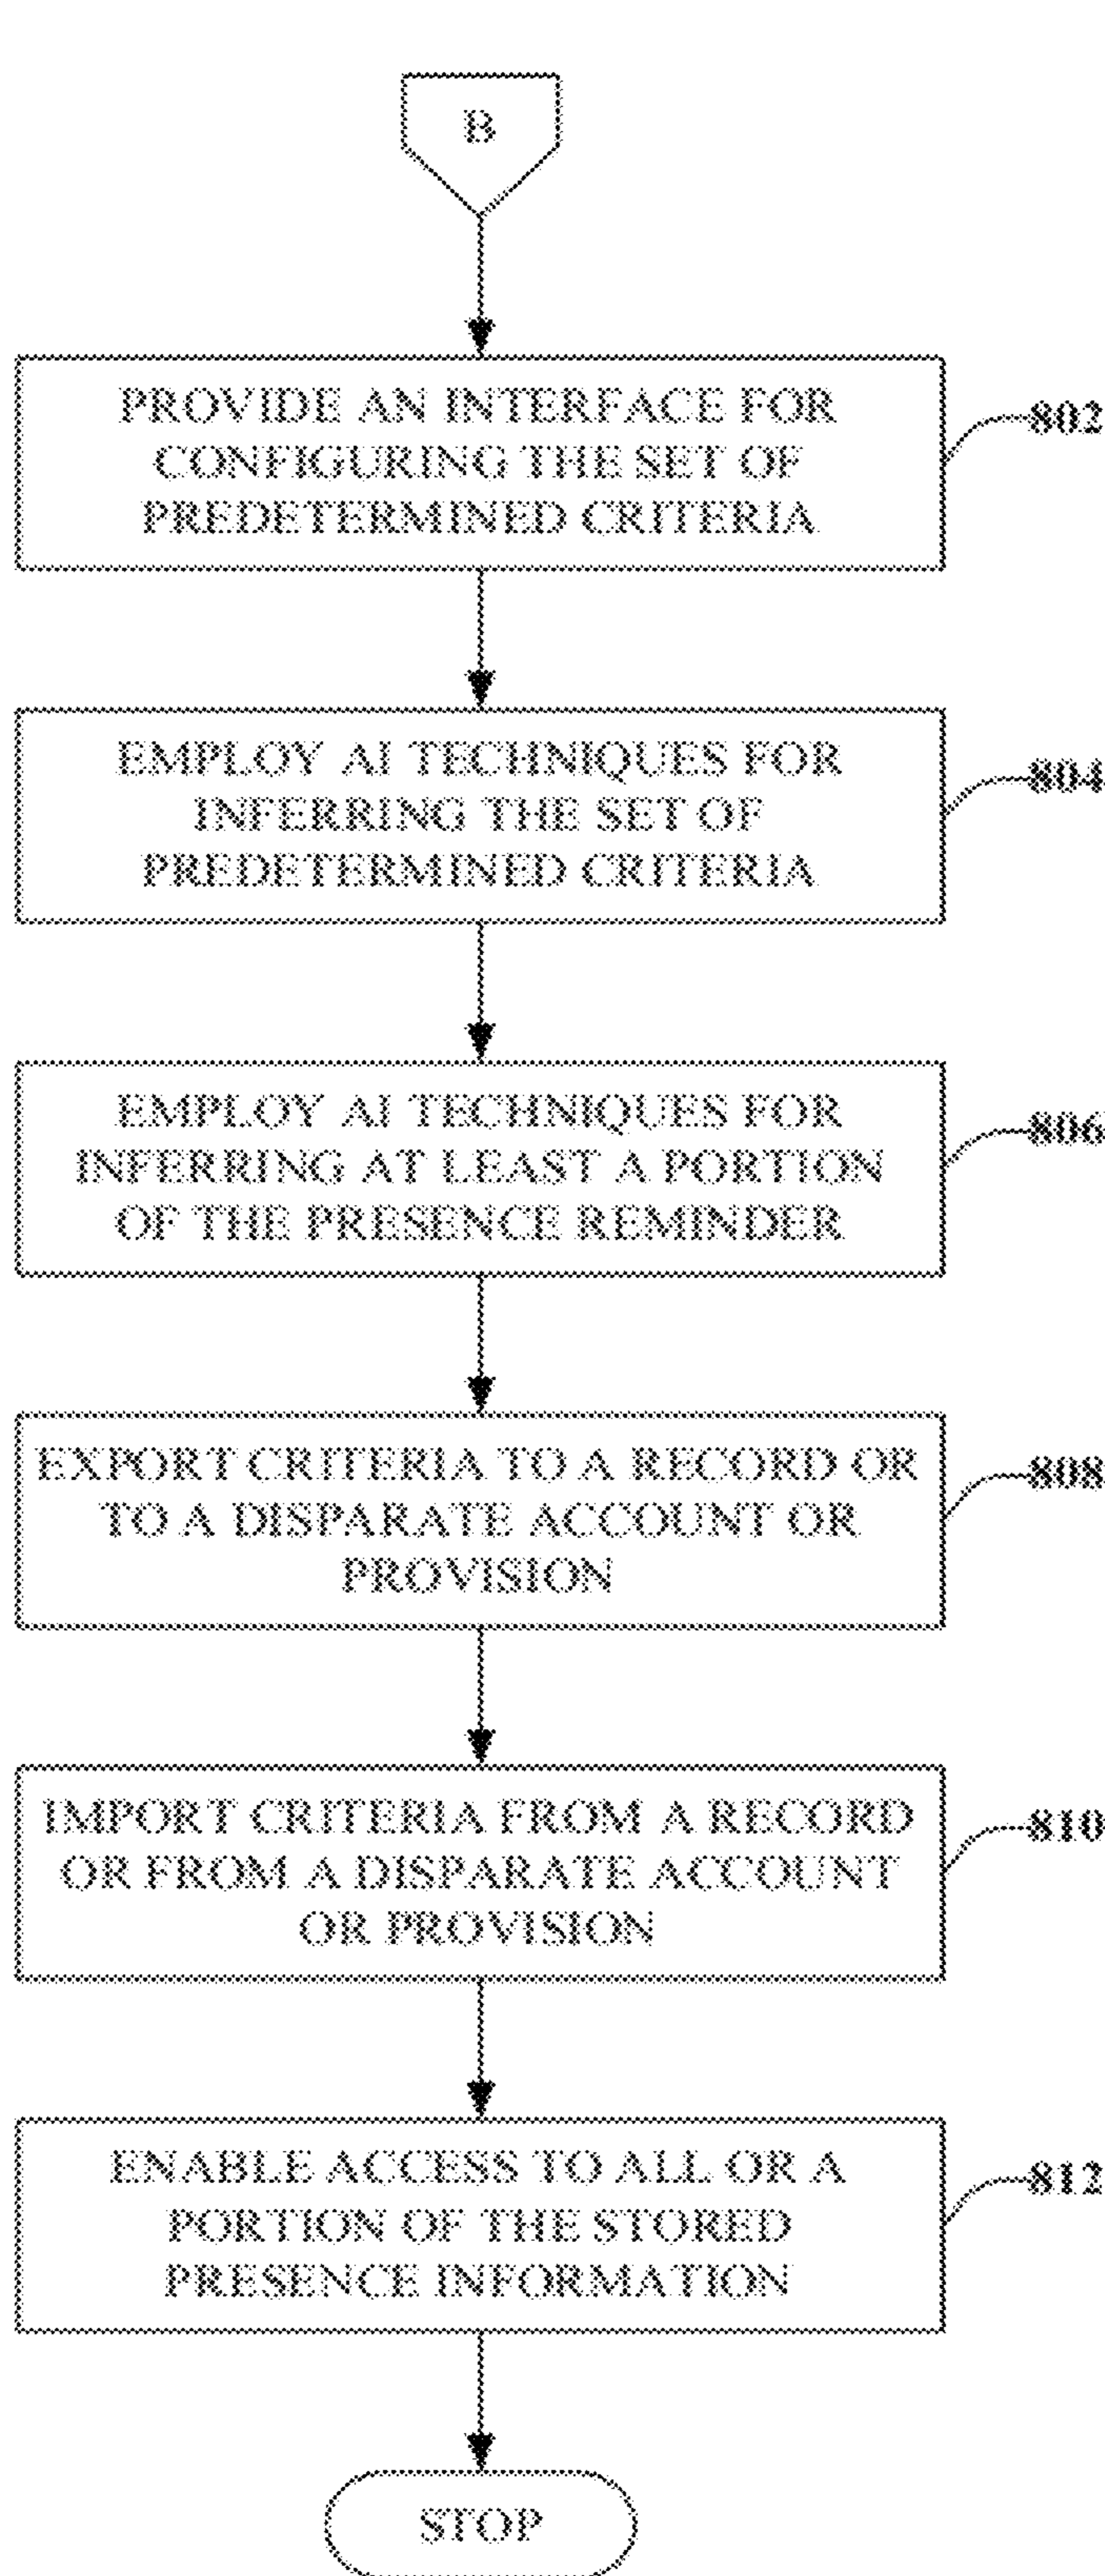 B
PROVIDE AN INTERFACE FOR
CONFIGURING THE SET OF
PREDETERMINED CRITERIA
802
EMPLOY AI TECHNIQUES FOR
INFERRING THE SET OF
PREDETERMINED CRITERIA
804
EMPLOY AI TECHNIQUES FOR
INFERRING AT LEAST A PORTION
OF THE PRESENCE REMINDER
806
EXPORT CRITERIA TO A RECORD OR
TO A DISPARATE ACCOUNT OR
PROVISION
808
IMPORT CRITERIA FROM A RECORD
OR FROM A DISPARATE ACCOUNT
OR PROVISION
810
ENABLE ACCESS TO ALL OR A
PORTION OF THE STORED
PRESENCE INFORMATION
812
STOP